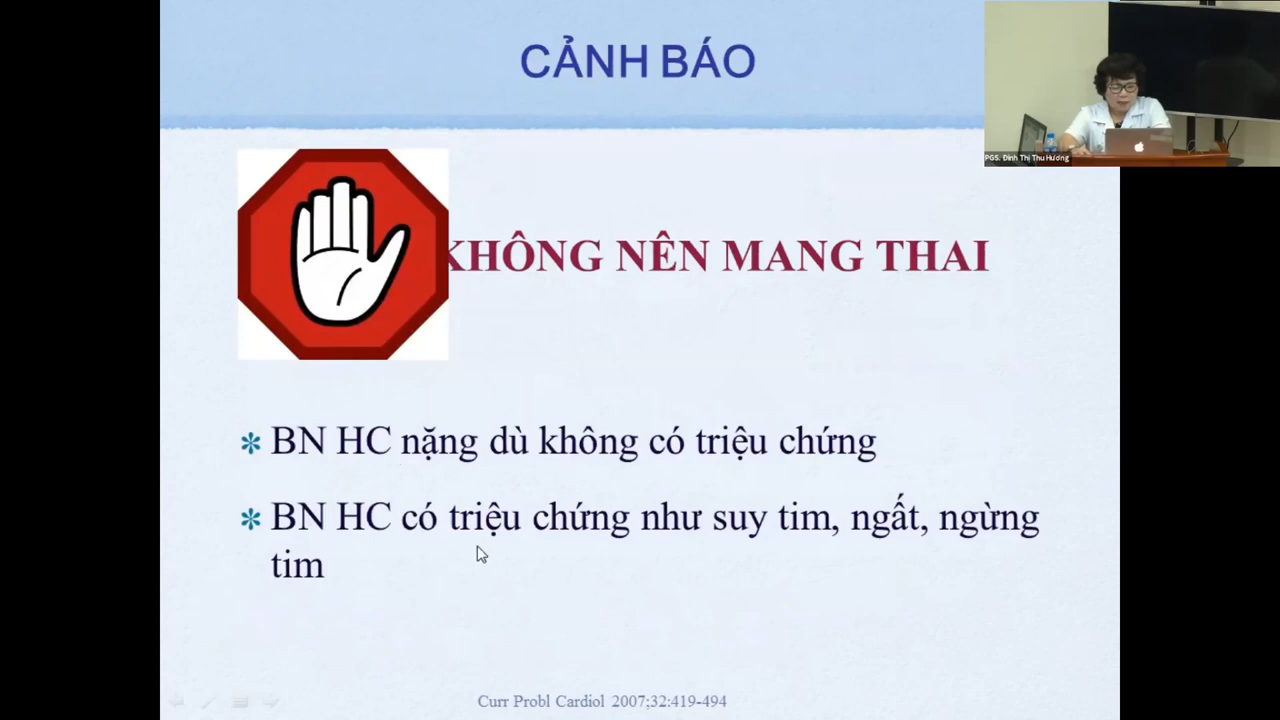 CẢNH BÁO
PGS. Đinh Thị Thu Hương
KHÔNG NÊN MANG THAI
BN HC nặng dù không có triệu chứng
BN HC có triệu chứng như suy tim, ngất, ngừng
tim
Curr Probl Cardiol 2007;32:419-494